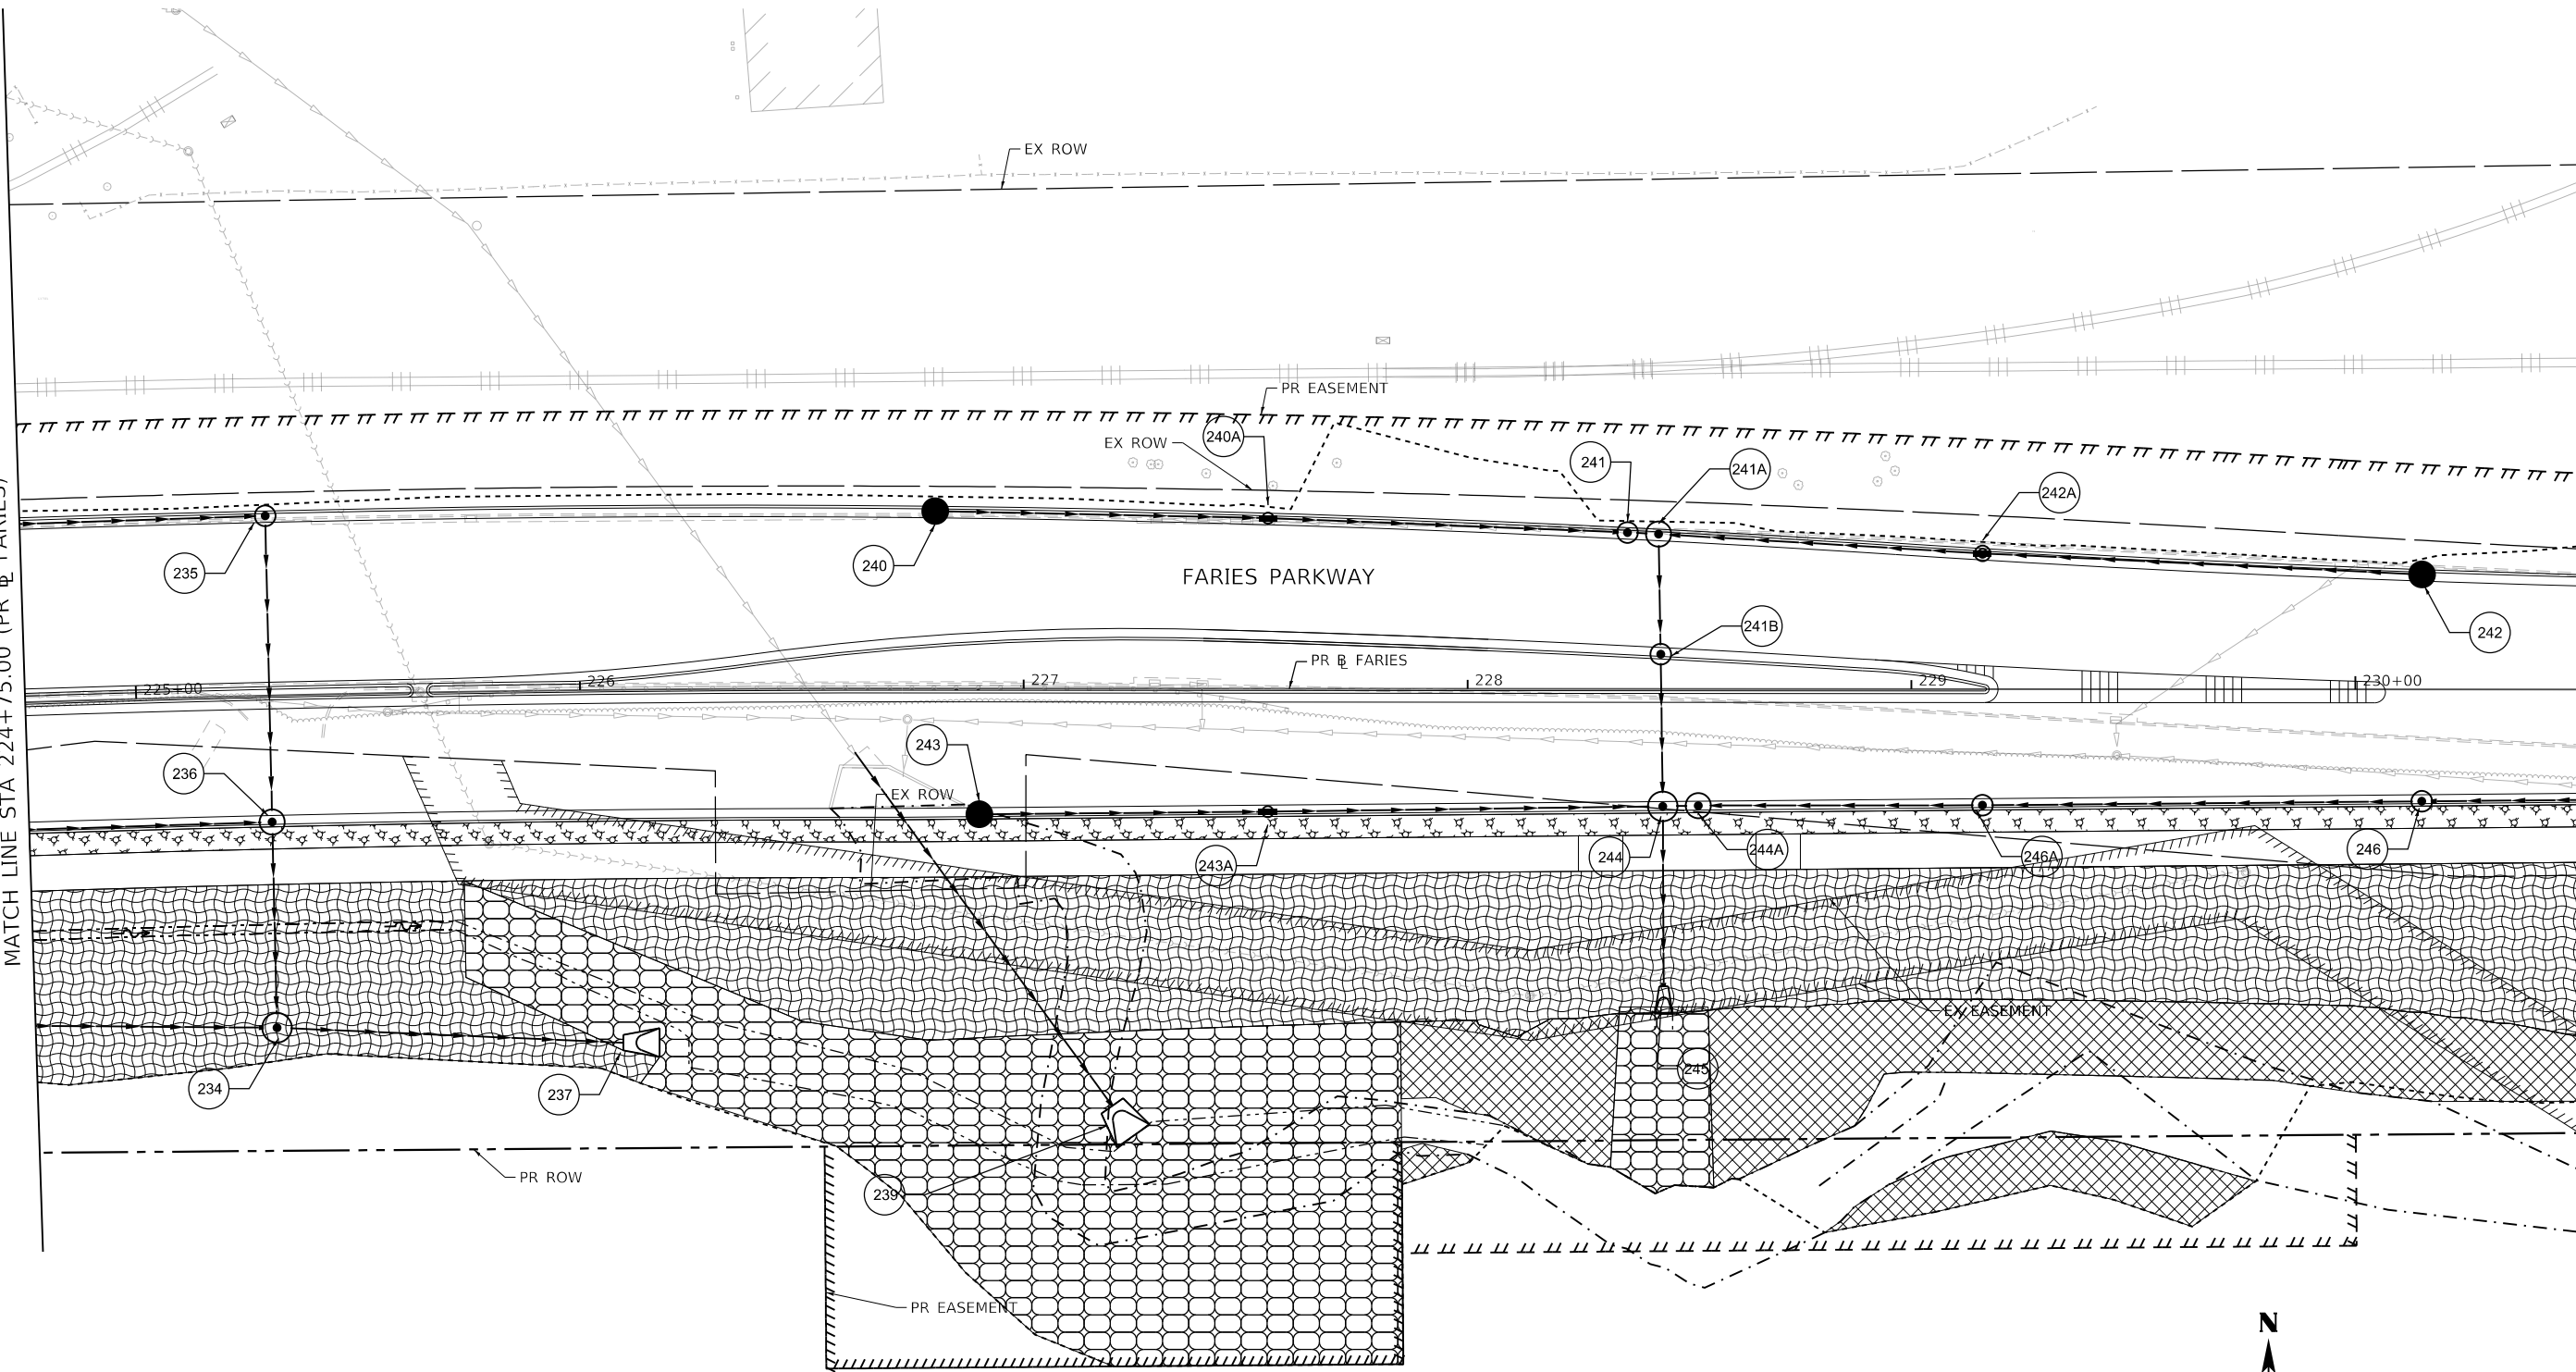 EX ROW
PR EASEMENT
EX ROW
240A
241
241A
242A
235
240
FARIES PARKWAY
241B
242
PR ℄ FARIES
225+00
226
227
228
229
230+00
243
236
EX ROW
243A
244
244A
246A
246
EX EASEMENT
245
234
237
PR ROW
239
PR EASEMENT
N
MATCH LINE STA 224+75.00 (PR ℄ FARIES)